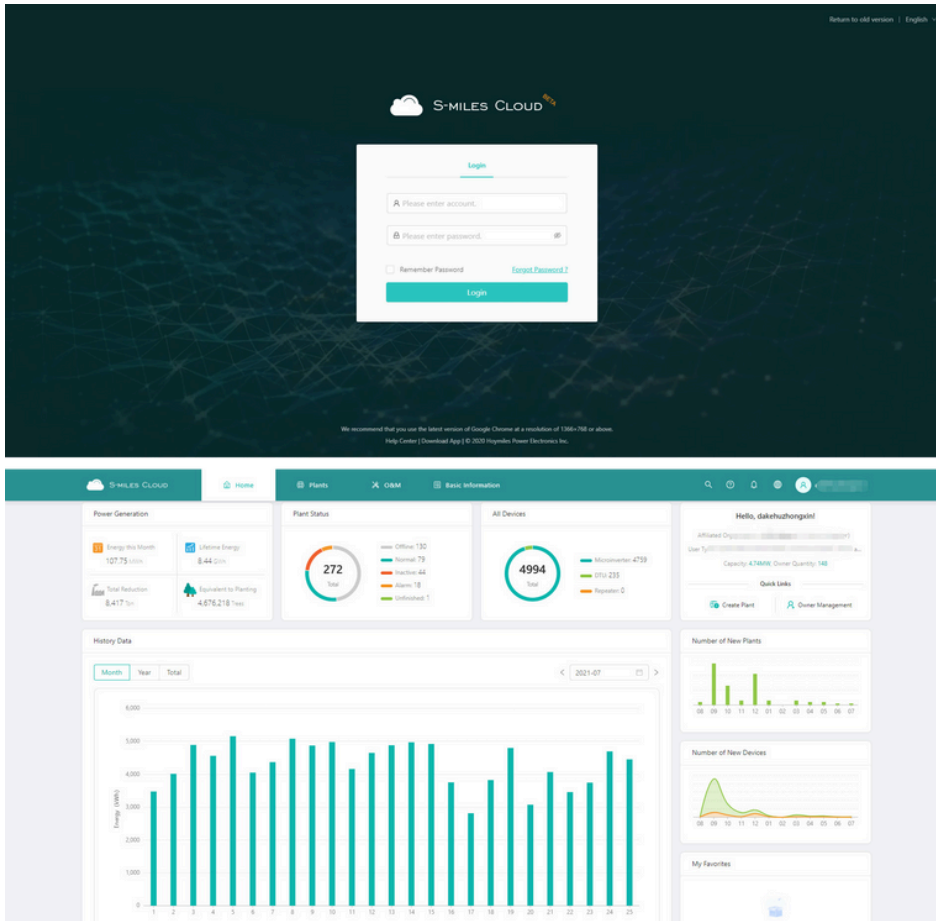 Return to old version | English
S-MILES CLOUD BETA
Login
Please enter account.
Please enter password.
Remember Password Forgot Password ?
Login
We recommend that you use the latest version of Google Chrome at a resolution of 1366×768 or above.
Help Center | Download App | © 2020 Hoymiles Power Electronics Inc.
S-MILES CLOUD Home Plants O&M Basic Information
Power Generation
Energy this Month
107.75 MWh
Lifetime Energy
8.44 GWh
Total Reduction
8,417 Ton
Equivalent to Planting
4,676,218 Trees
Plant Status
272
Total
Offline: 130
Normal: 79
Inactive: 44
Alarm: 18
Unfinished: 1
All Devices
4994
Total
Microinverter: 4759
DTU: 235
Repeater: 0
Hello, dakehuzhongxin!
Affiliated Org
User Ty
Capacity: 4.74MW, Owner Quantity: 148
Quick Links
Create Plant Owner Management
History Data
Month Year Total
< 2021-07 >
Energy (kWh)
6,000
5,000
4,000
3,000
2,000
1,000
0
1 2 3 4 5 6 7 8 9 10 11 12 13 14 15 16 17 18 19 20 21 22 23 24 25
Number of New Plants
08 09 10 11 12 01 02 03 04 05 06 07
Number of New Devices
08 09 10 11 12 01 02 03 04 05 06 07
My Favorites